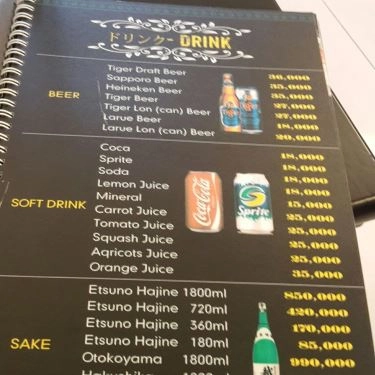 ドリンク- DRINK
BEER
Tiger Draft Beer 36,000
Sapporo Beer 35,000
Heineken Beer 35,000
Tiger Beer 27,000
Tiger Lon (can) Beer 27,000
Larue Beer 18,000
Larue Lon (can) Beer 20,000
SOFT DRINK
Coca 18,000
Sprite 18,000
Soda 18,000
Lemon Juice 18,000
Mineral 15,000
Carrot Juice 25,000
Tomato Juice 25,000
Squash Juice 25,000
Aqricots Juice 25,000
Orange Juice 35,000
Coca-Cola
Sprite
SAKE
Etsuno Hajine 1800ml 850,000
Etsuno Hajine 720ml 420,000
Etsuno Hajine 360ml 170,000
Etsuno Hajine 180ml 85,000
Otokoyama 1800ml 990,000